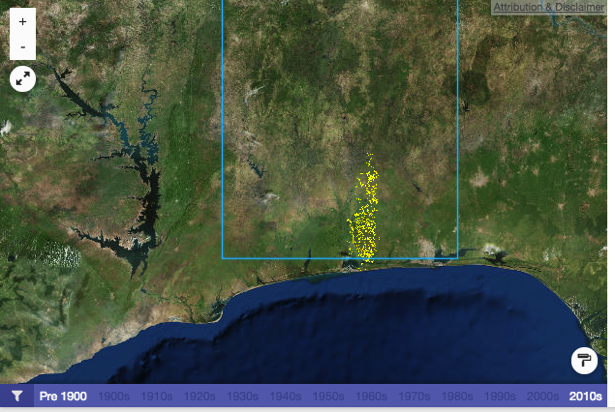 +
-
Attribution & Disclaimer
Pre 1900 1900s 1910s 1920s 1930s 1940s 1950s 1960s 1970s 1980s 1990s 2000s 2010s